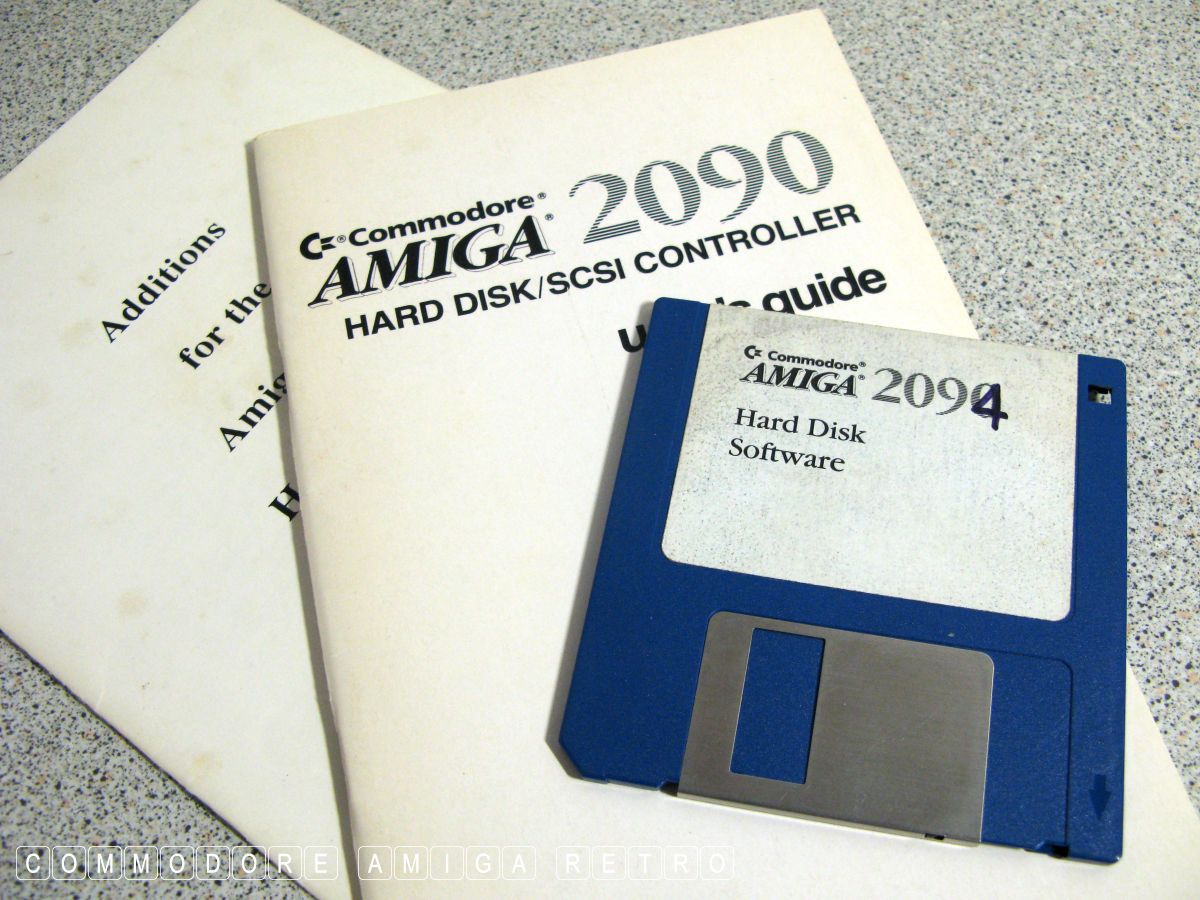 Additions
for the
Commodore®
AMIGA® 2090
HARD DISK/SCSI CONTROLLER
guide
Commodore®
AMIGA® 2094
Hard Disk
Software
COMMODORE AMIGA RETRO